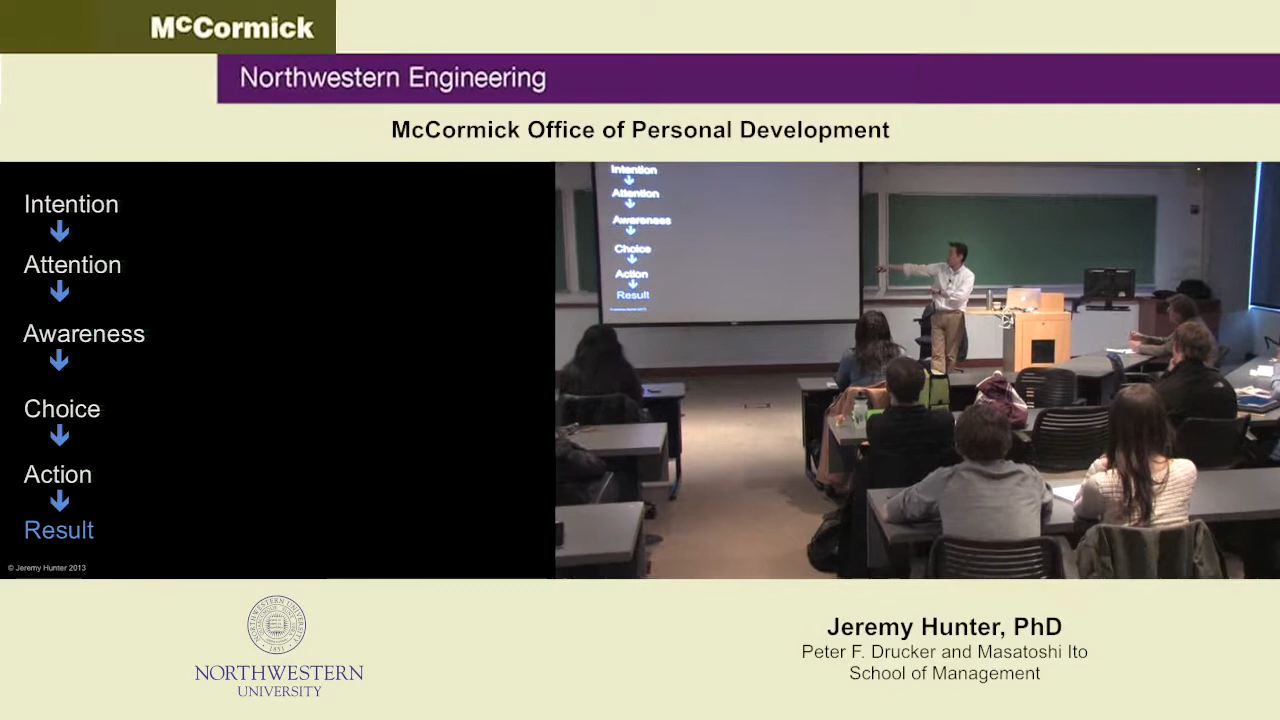 McCormick
Northwestern Engineering
McCormick Office of Personal Development
Intention
Attention
Awareness
Choice
Action
Result
© Jeremy Hunter 2013
Intention
Attention
Awareness
Choice
Action
Result
NORTHWESTERN
UNIVERSITY
Jeremy Hunter, PhD
Peter F. Drucker and Masatoshi Ito
School of Management